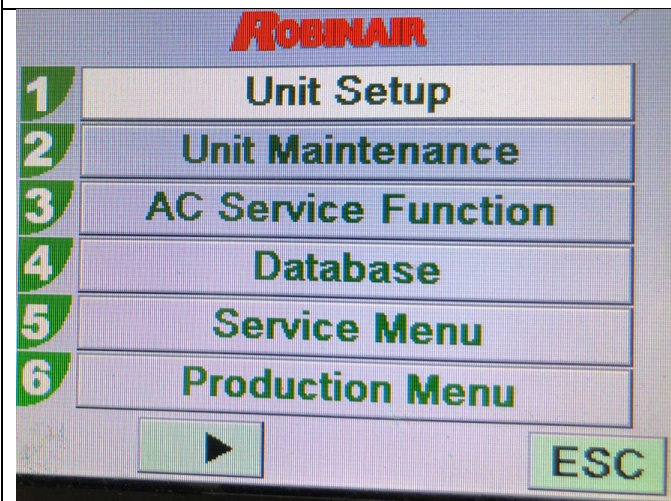 ROBINAIR
1 Unit Setup
2 Unit Maintenance
3 AC Service Function
4 Database
5 Service Menu
6 Production Menu
ESC